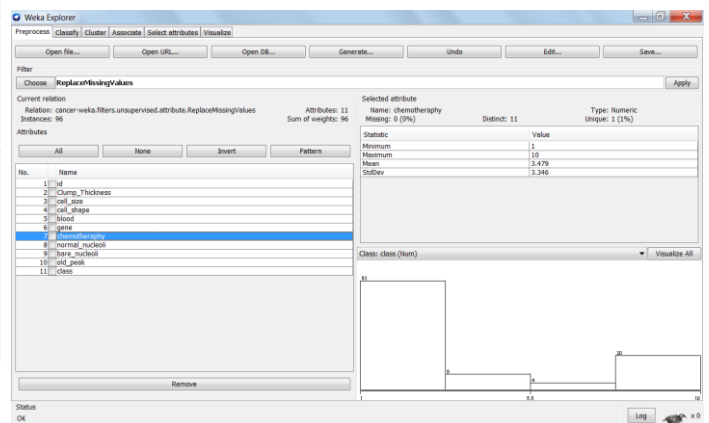 Weka Explorer
Preprocess Classify Cluster Associate Select attributes Visualize
Open file... Open URL... Open DB... Generate... Undo Edit... Save...
Filter
Choose ReplaceMissingValues Apply
Current relation
Relation: cancer-weka.filters.unsupervised.attribute.ReplaceMissingValues Attributes: 11
Instances: 96 Sum of weights: 96
Selected attribute
Name: chemotheraphy Type: Numeric
Missing: 0 (0%) Distinct: 11 Unique: 1 (1%)
Attributes
All None Invert Pattern
No. Name
1 id
2 Clump_Thickness
3 cell_size
4 cell_shape
5 blood
6 gene
7 chemotheraphy
8 normal_nucleoli
9 bare_nucleoli
10 old_peak
11 class
Remove
Statistic Value
Minimum 1
Maximum 10
Mean 3.479
StdDev 3.346
Class: class (Num) Visualize All
20
4
1 5.5 10
Status
OK
Log x 0